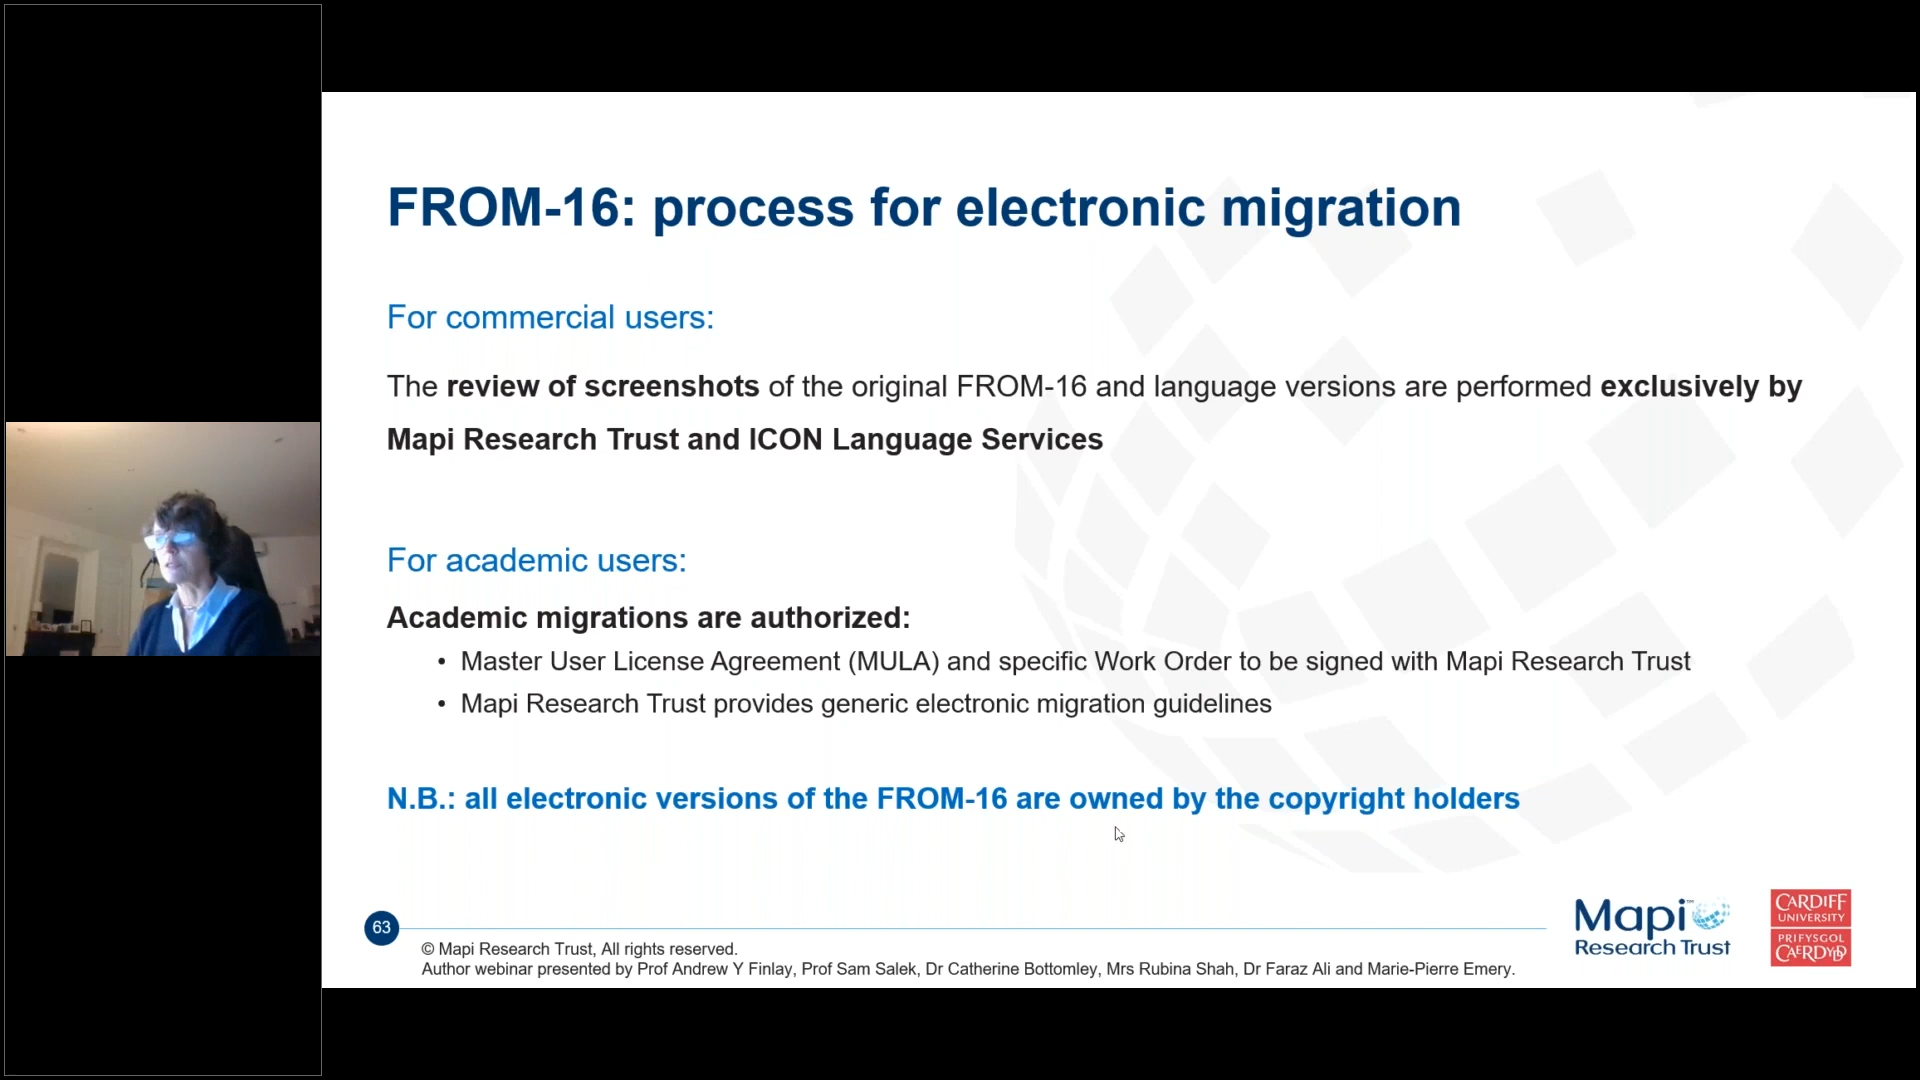 FROM-16: process for electronic migration
For commercial users:
The review of screenshots of the original FROM-16 and language versions are performed exclusively by
Mapi Research Trust and ICON Language Services
For academic users:
Academic migrations are authorized:
• Master User License Agreement (MULA) and specific Work Order to be signed with Mapi Research Trust
• Mapi Research Trust provides generic electronic migration guidelines
N.B.: all electronic versions of the FROM-16 are owned by the copyright holders
63
© Mapi Research Trust, All rights reserved.
Author webinar presented by Prof Andrew Y Finlay, Prof Sam Salek, Dr Catherine Bottomley, Mrs Rubina Shah, Dr Faraz Ali and Marie-Pierre Emery.
Mapi™
Research Trust
CARDIFF
UNIVERSITY
PRIFYSGOL
CAERDYDD